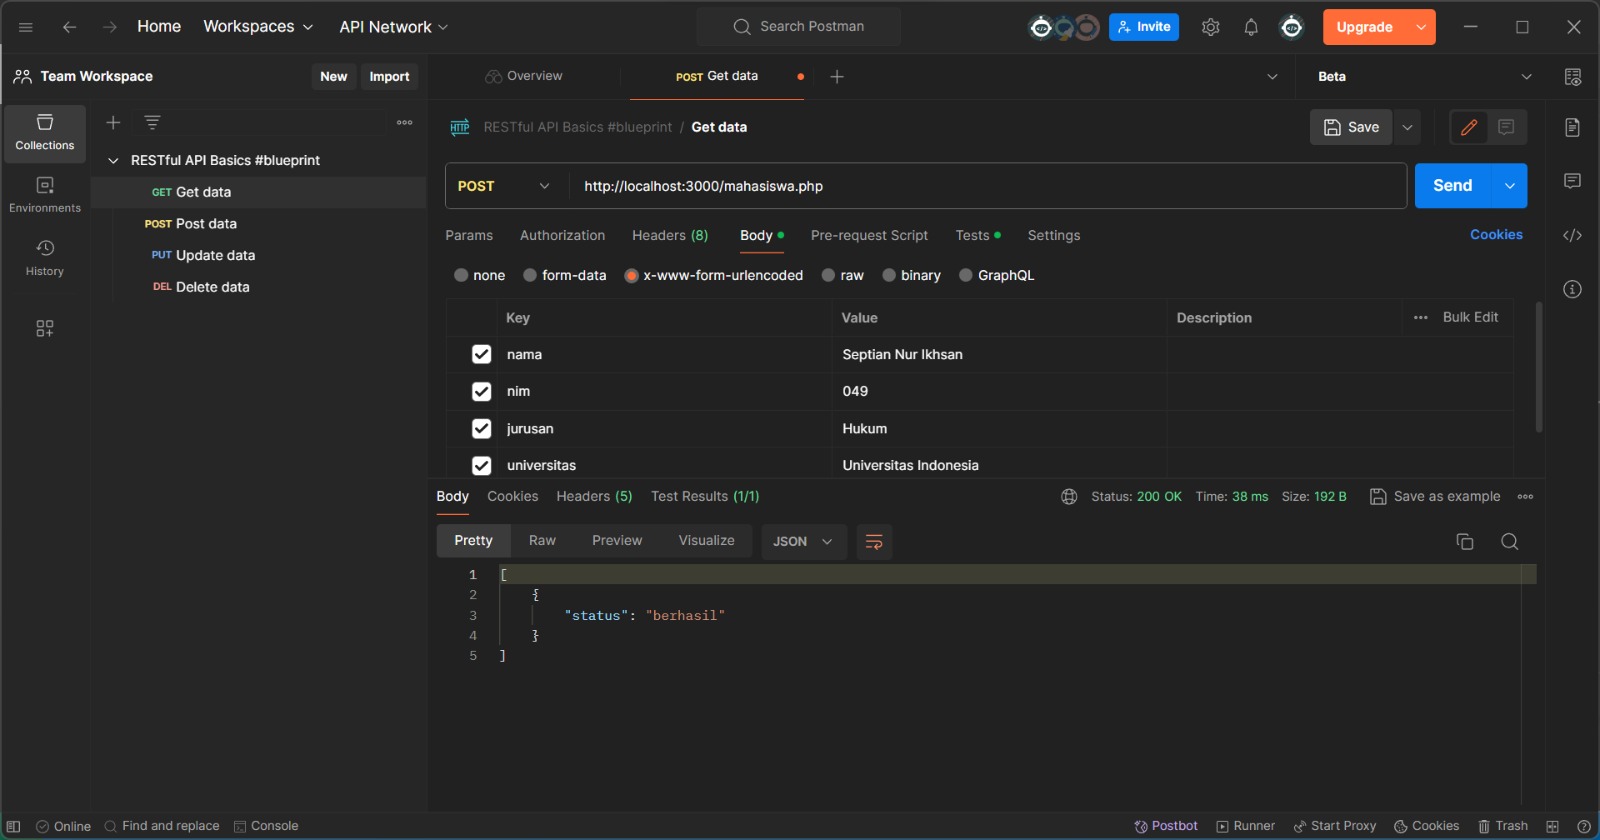 Home Workspaces API Network Search Postman Invite Upgrade
Team Workspace New Import Overview POST Get data Beta
RESTful API Basics #blueprint / Get data Save
Collections
RESTful API Basics #blueprint
GET Get data
POST Post data
PUT Update data
DEL Delete data
Environments
History
POST http://localhost:3000/mahasiswa.php Send
Params Authorization Headers (8) Body Pre-request Script Tests Settings Cookies
none form-data x-www-form-urlencoded raw binary GraphQL
Key Value Description Bulk Edit
nama Septian Nur Ikhsan
nim 049
jurusan Hukum
universitas Universitas Indonesia
Body Cookies Headers (5) Test Results (1/1) Status: 200 OK Time: 38 ms Size: 192 B Save as example
Pretty Raw Preview Visualize JSON
1 [
2 {
3 "status": "berhasil"
4 }
5 ]
Online Find and replace Console Postbot Runner Start Proxy Cookies Trash